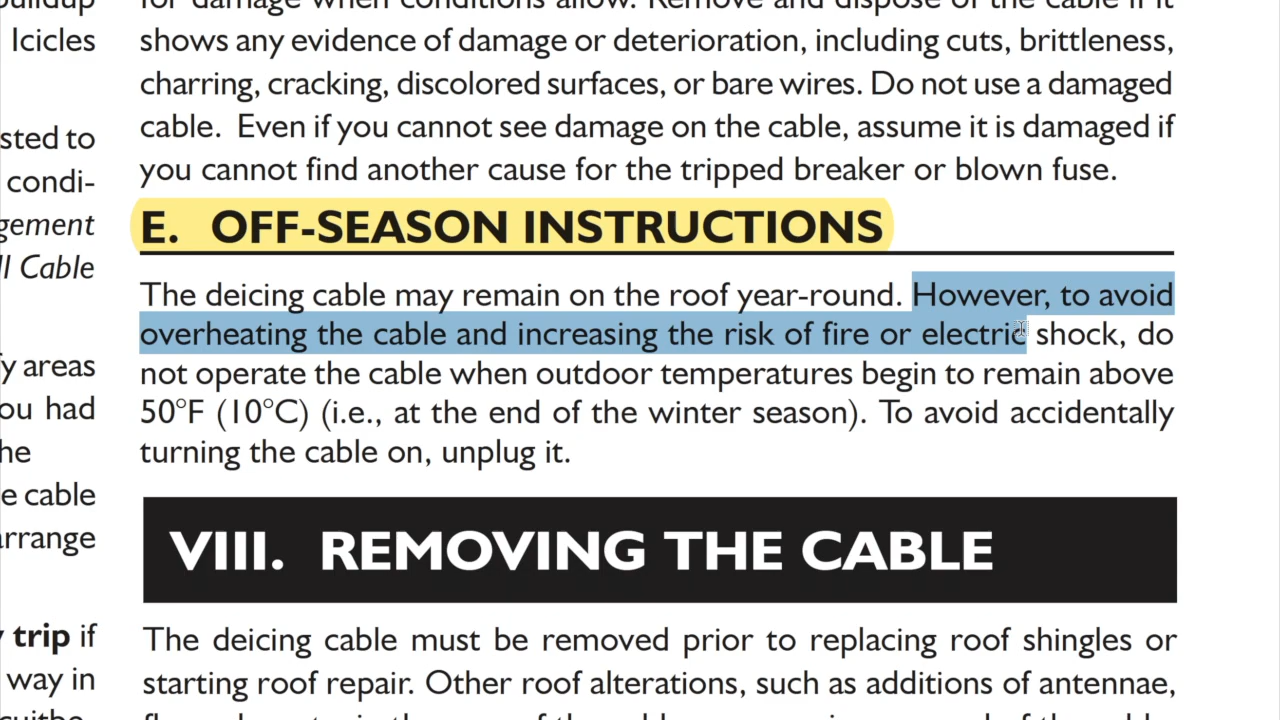 Icicles
sted to
condi-
gement
ll Cable
y areas
ou had
he
e cable
arrange
trip if
way in
for damage when conditions allow. Remove and dispose of the cable if it
shows any evidence of damage or deterioration, including cuts, brittleness,
charring, cracking, discolored surfaces, or bare wires. Do not use a damaged
cable. Even if you cannot see damage on the cable, assume it is damaged if
you cannot find another cause for the tripped breaker or blown fuse.
E. OFF-SEASON INSTRUCTIONS
The deicing cable may remain on the roof year-round. However, to avoid
overheating the cable and increasing the risk of fire or electric shock, do
not operate the cable when outdoor temperatures begin to remain above
50°F (10°C) (i.e., at the end of the winter season). To avoid accidentally
turning the cable on, unplug it.
VIII. REMOVING THE CABLE
The deicing cable must be removed prior to replacing roof shingles or
starting roof repair. Other roof alterations, such as additions of antennae,